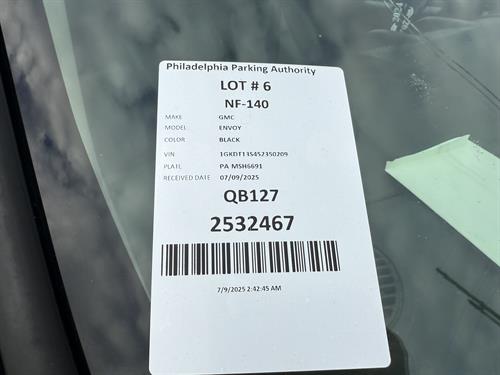 Philadelphia Parking Authority
LOT # 6
NF-140
MAKE GMC
MODEL ENVOY
COLOR BLACK
VIN 1GKDT13S452350209
PLATE PA MSH6691
RECEIVED DATE 07/09/2025
QB127
2532467
7/9/2025 2:42:45 AM